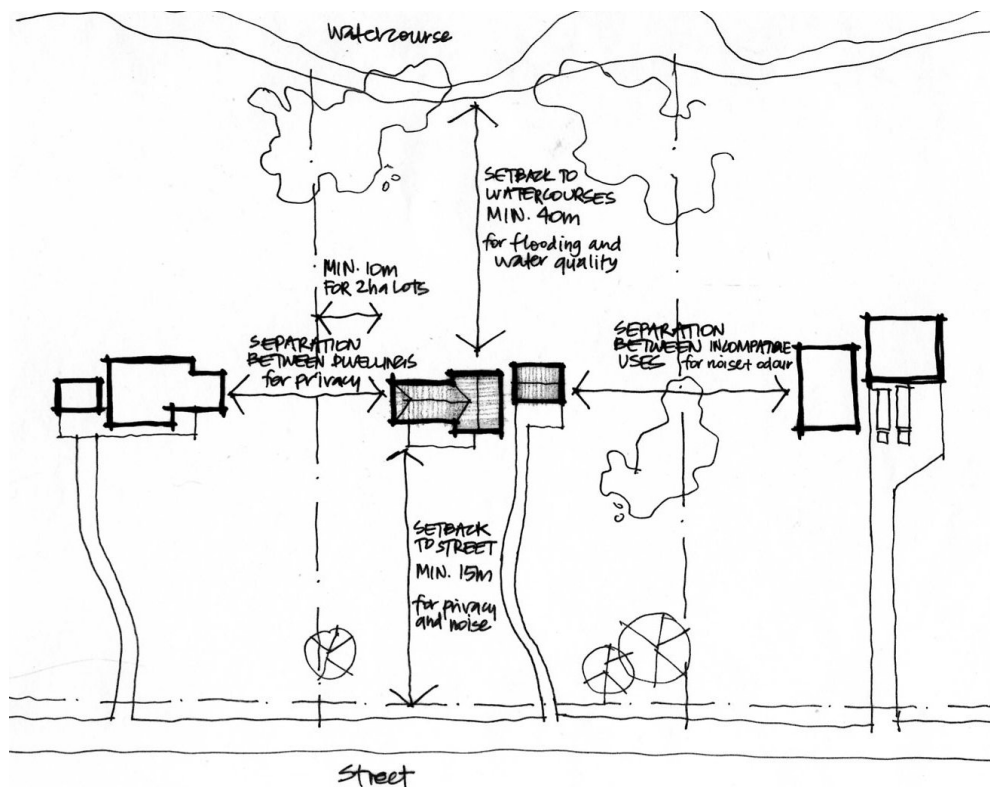 Watercourse
SETBACK TO
WATERCOURSES
MIN. 40m
for flooding and
water quality
MIN. 10m
FOR 2ha LOTS
SEPARATION
BETWEEN DWELLINGS
for privacy
SEPARATION
BETWEEN INCOMPATIBLE
USES for noise + odour
SETBACK
TO STREET
MIN. 15m
for privacy
and noise
Street